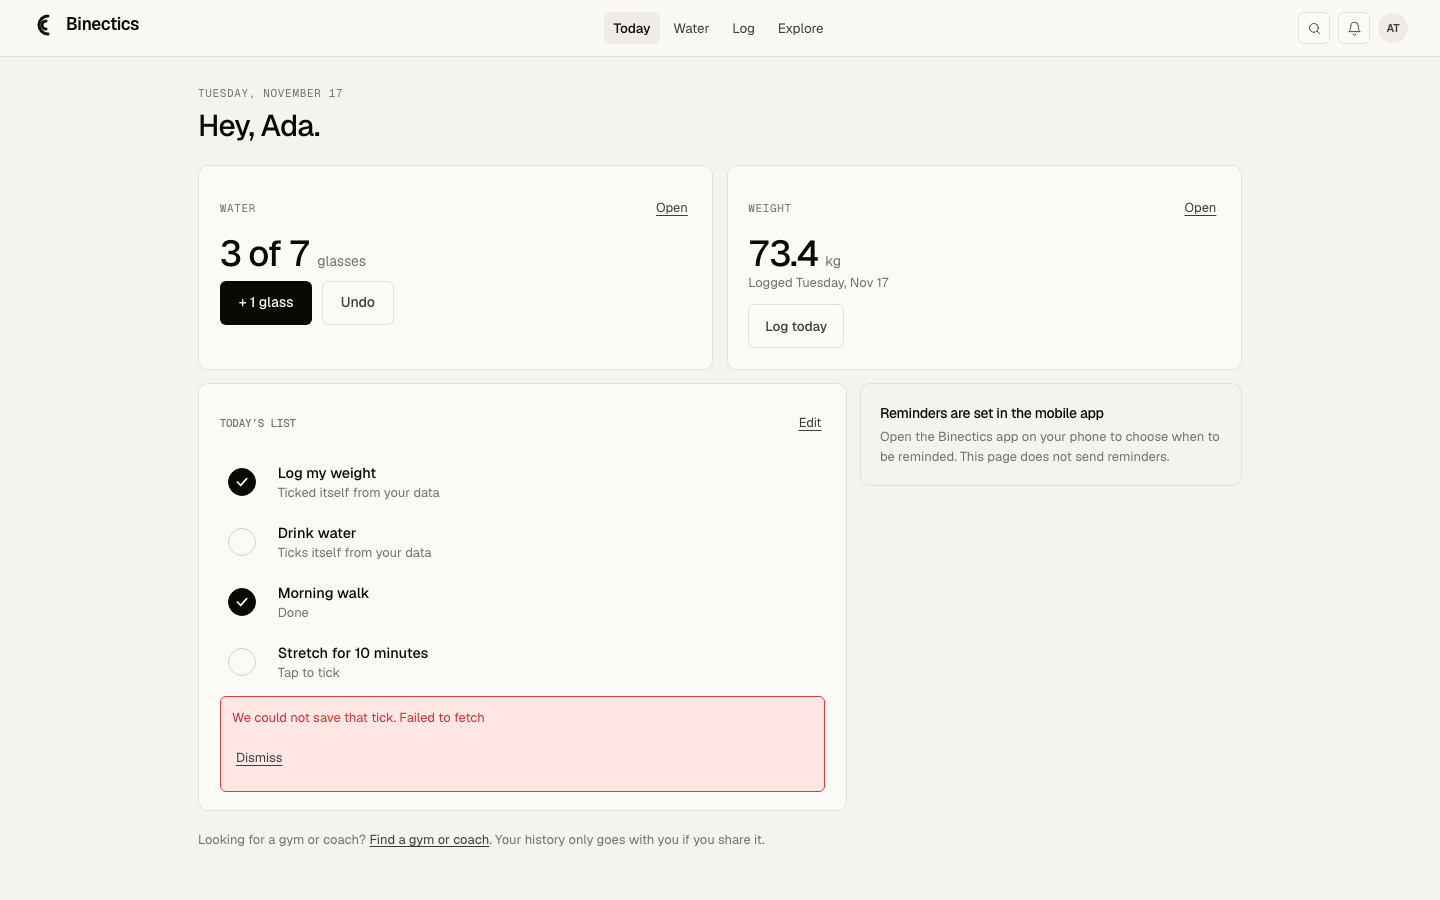 Binectics
Today
Water
Log
Explore
AT
TUESDAY, NOVEMBER 17
Hey, Ada.
WATER
Open
3 of 7 glasses
+ 1 glass
Undo
WEIGHT
Open
73.4 kg
Logged Tuesday, Nov 17
Log today
TODAY'S LIST
Edit
Log my weight
Ticked itself from your data
Drink water
Ticks itself from your data
Morning walk
Done
Stretch for 10 minutes
Tap to tick
We could not save that tick. Failed to fetch
Dismiss
Reminders are set in the mobile app
Open the Binectics app on your phone to choose when to
be reminded. This page does not send reminders.
Looking for a gym or coach? Find a gym or coach. Your history only goes with you if you share it.